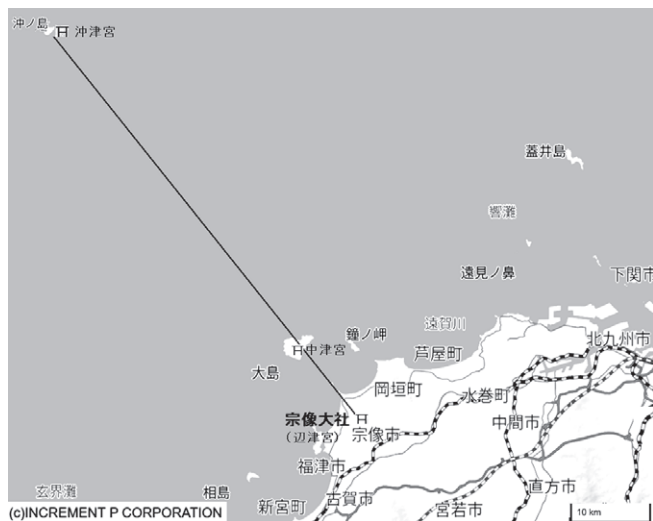 沖ノ島
沖津宮
蓋井島
響灘
遠見ノ鼻
下関市
遠賀川
鐘ノ岬
北九州市
中津宮
芦屋町
大島
岡垣町
水巻町
宗像大社
(辺津宮)
宗像市
中間市
福津市
玄界灘
相島
古賀市
直方市
新宮町
宮若市
(c)INCREMENT P CORPORATION
10 km